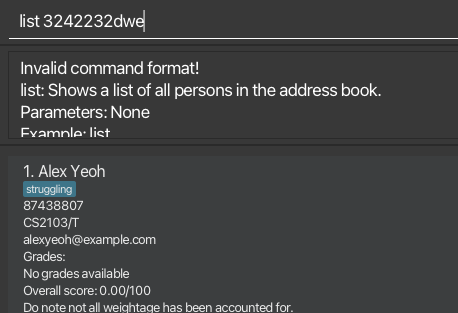 list 3242232dwe
Invalid command format!
list: Shows a list of all persons in the address book.
Parameters: None
Example: list
1. Alex Yeoh
struggling
87438807
CS2103/T
alexyeoh@example.com
Grades:
No grades available
Overall score: 0.00/100
Do note not all weightage has been accounted for.